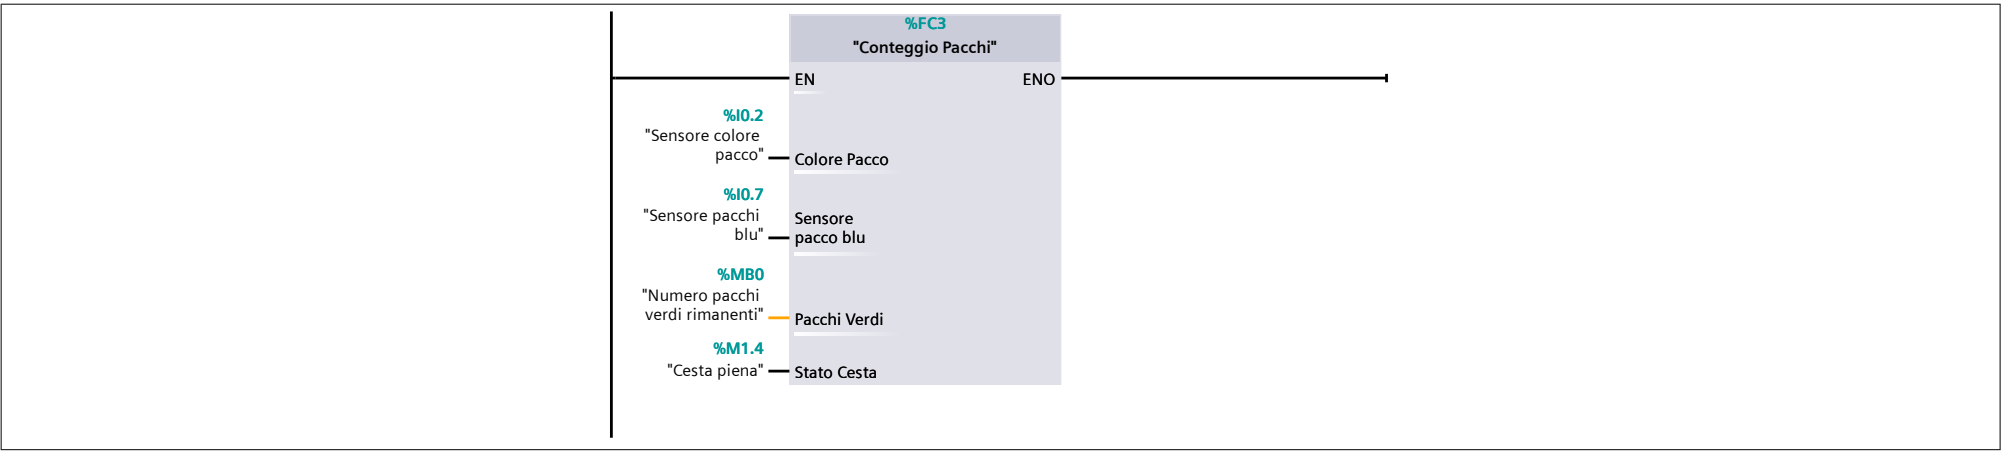 %FC3
"Conteggio Pacchi"
EN
ENO
%I0.2
"Sensore colore
pacco"
Colore Pacco
%I0.7
"Sensore pacchi
blu"
Sensore
pacco blu
%MB0
"Numero pacchi
verdi rimanenti"
Pacchi Verdi
%M1.4
"Cesta piena"
Stato Cesta